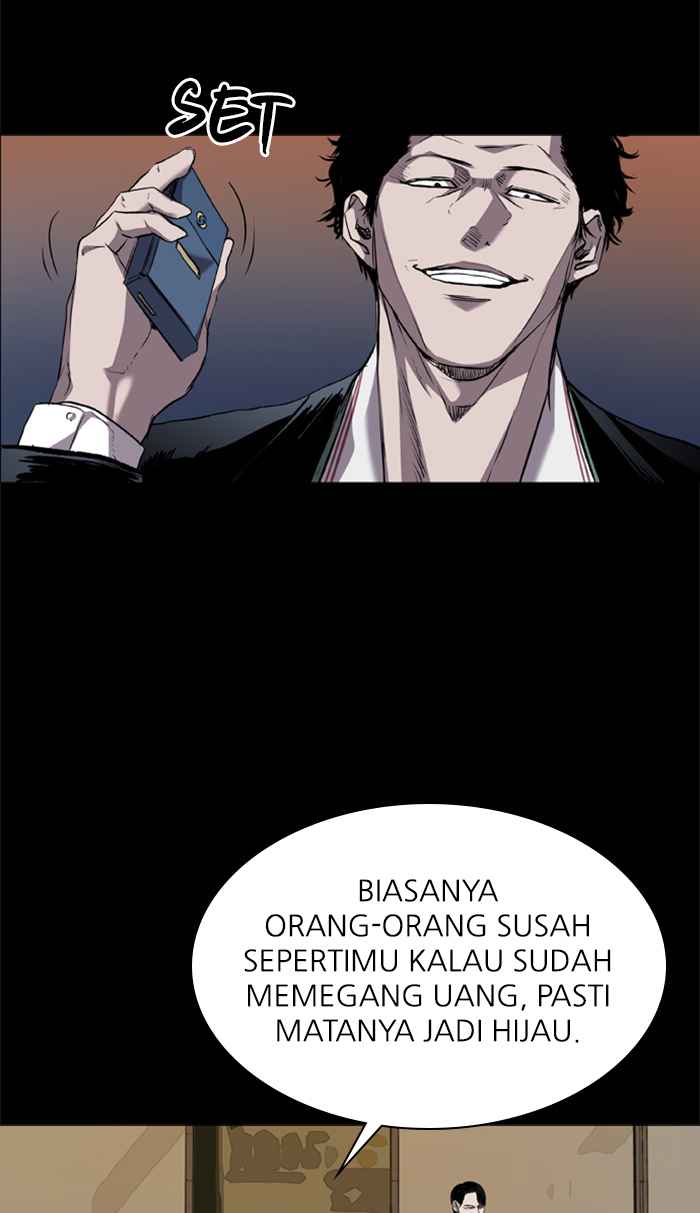 SET
BIASANYA
ORANG-ORANG SUSAH
SEPERTIMU KALAU SUDAH
MEMEGANG UANG, PASTI
MATANYA JADI HIJAU.